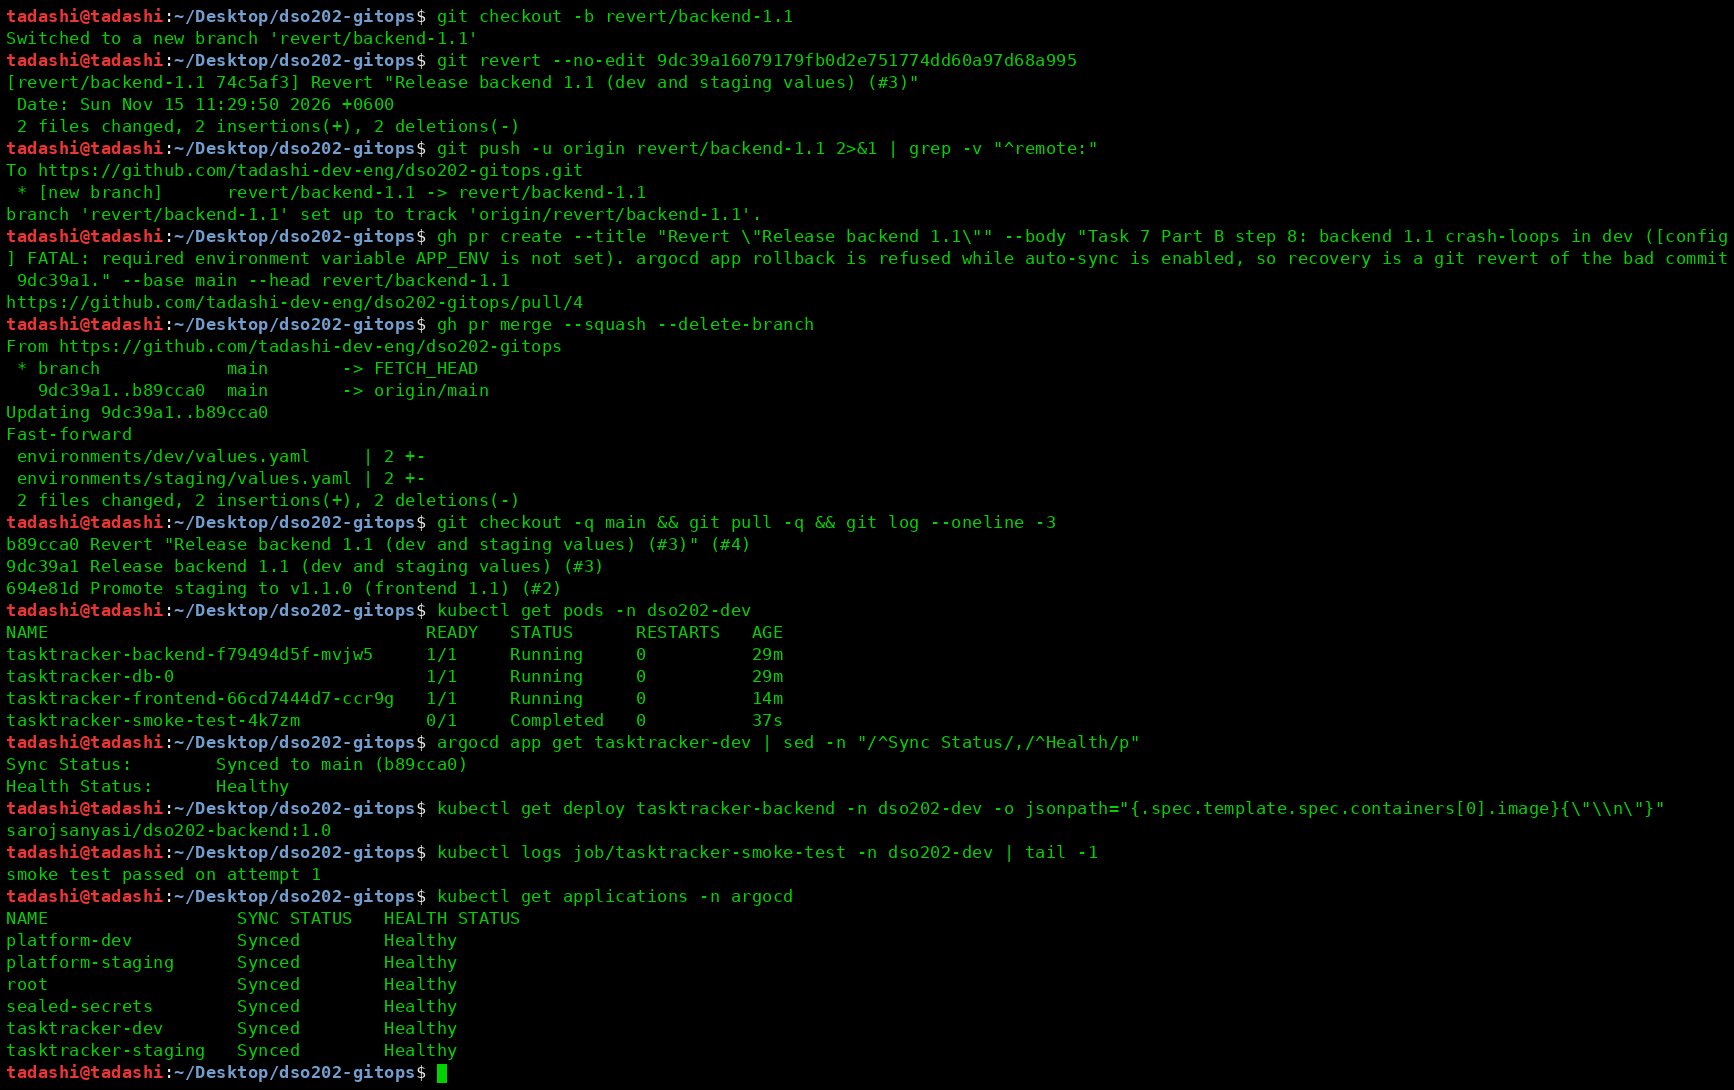 tadashi@tadashi:~/Desktop/dso202-gitops$ git checkout -b revert/backend-1.1
Switched to a new branch 'revert/backend-1.1'
tadashi@tadashi:~/Desktop/dso202-gitops$ git revert --no-edit 9dc39a16079179fb0d2e751774dd60a97d68a995
[revert/backend-1.1 74c5af3] Revert "Release backend 1.1 (dev and staging values) (#3)"
 Date: Sun Nov 15 11:29:50 2026 +0600
 2 files changed, 2 insertions(+), 2 deletions(-)
tadashi@tadashi:~/Desktop/dso202-gitops$ git push -u origin revert/backend-1.1 2>&1 | grep -v "^remote:"
To https://github.com/tadashi-dev-eng/dso202-gitops.git
 * [new branch]      revert/backend-1.1 -> revert/backend-1.1
branch 'revert/backend-1.1' set up to track 'origin/revert/backend-1.1'.
tadashi@tadashi:~/Desktop/dso202-gitops$ gh pr create --title "Revert \"Release backend 1.1\"" --body "Task 7 Part B step 8: backend 1.1 crash-loops in dev ([config
] FATAL: required environment variable APP_ENV is not set). argocd app rollback is refused while auto-sync is enabled, so recovery is a git revert of the bad commit
 9dc39a1." --base main --head revert/backend-1.1
https://github.com/tadashi-dev-eng/dso202-gitops/pull/4
tadashi@tadashi:~/Desktop/dso202-gitops$ gh pr merge --squash --delete-branch
From https://github.com/tadashi-dev-eng/dso202-gitops
 * branch            main       -> FETCH_HEAD
   9dc39a1..b89cca0  main       -> origin/main
Updating 9dc39a1..b89cca0
Fast-forward
 environments/dev/values.yaml     | 2 +-
 environments/staging/values.yaml | 2 +-
 2 files changed, 2 insertions(+), 2 deletions(-)
tadashi@tadashi:~/Desktop/dso202-gitops$ git checkout -q main && git pull -q && git log --oneline -3
b89cca0 Revert "Release backend 1.1 (dev and staging values) (#3)" (#4)
9dc39a1 Release backend 1.1 (dev and staging values) (#3)
694e81d Promote staging to v1.1.0 (frontend 1.1) (#2)
tadashi@tadashi:~/Desktop/dso202-gitops$ kubectl get pods -n dso202-dev
NAME                                    READY   STATUS      RESTARTS   AGE
tasktracker-backend-f79494d5f-mvjw5     1/1     Running     0          29m
tasktracker-db-0                        1/1     Running     0          29m
tasktracker-frontend-66cd7444d7-ccr9g   1/1     Running     0          14m
tasktracker-smoke-test-4k7zm            0/1     Completed   0          37s
tadashi@tadashi:~/Desktop/dso202-gitops$ argocd app get tasktracker-dev | sed -n "/^Sync Status/,/^Health/p"
Sync Status:        Synced to main (b89cca0)
Health Status:      Healthy
tadashi@tadashi:~/Desktop/dso202-gitops$ kubectl get deploy tasktracker-backend -n dso202-dev -o jsonpath="{.spec.template.spec.containers[0].image}{\"\\n\"}"
sarojsanyasi/dso202-backend:1.0
tadashi@tadashi:~/Desktop/dso202-gitops$ kubectl logs job/tasktracker-smoke-test -n dso202-dev | tail -1
smoke test passed on attempt 1
tadashi@tadashi:~/Desktop/dso202-gitops$ kubectl get applications -n argocd
NAME                  SYNC STATUS   HEALTH STATUS
platform-dev          Synced        Healthy
platform-staging      Synced        Healthy
root                  Synced        Healthy
sealed-secrets        Synced        Healthy
tasktracker-dev       Synced        Healthy
tasktracker-staging   Synced        Healthy
tadashi@tadashi:~/Desktop/dso202-gitops$